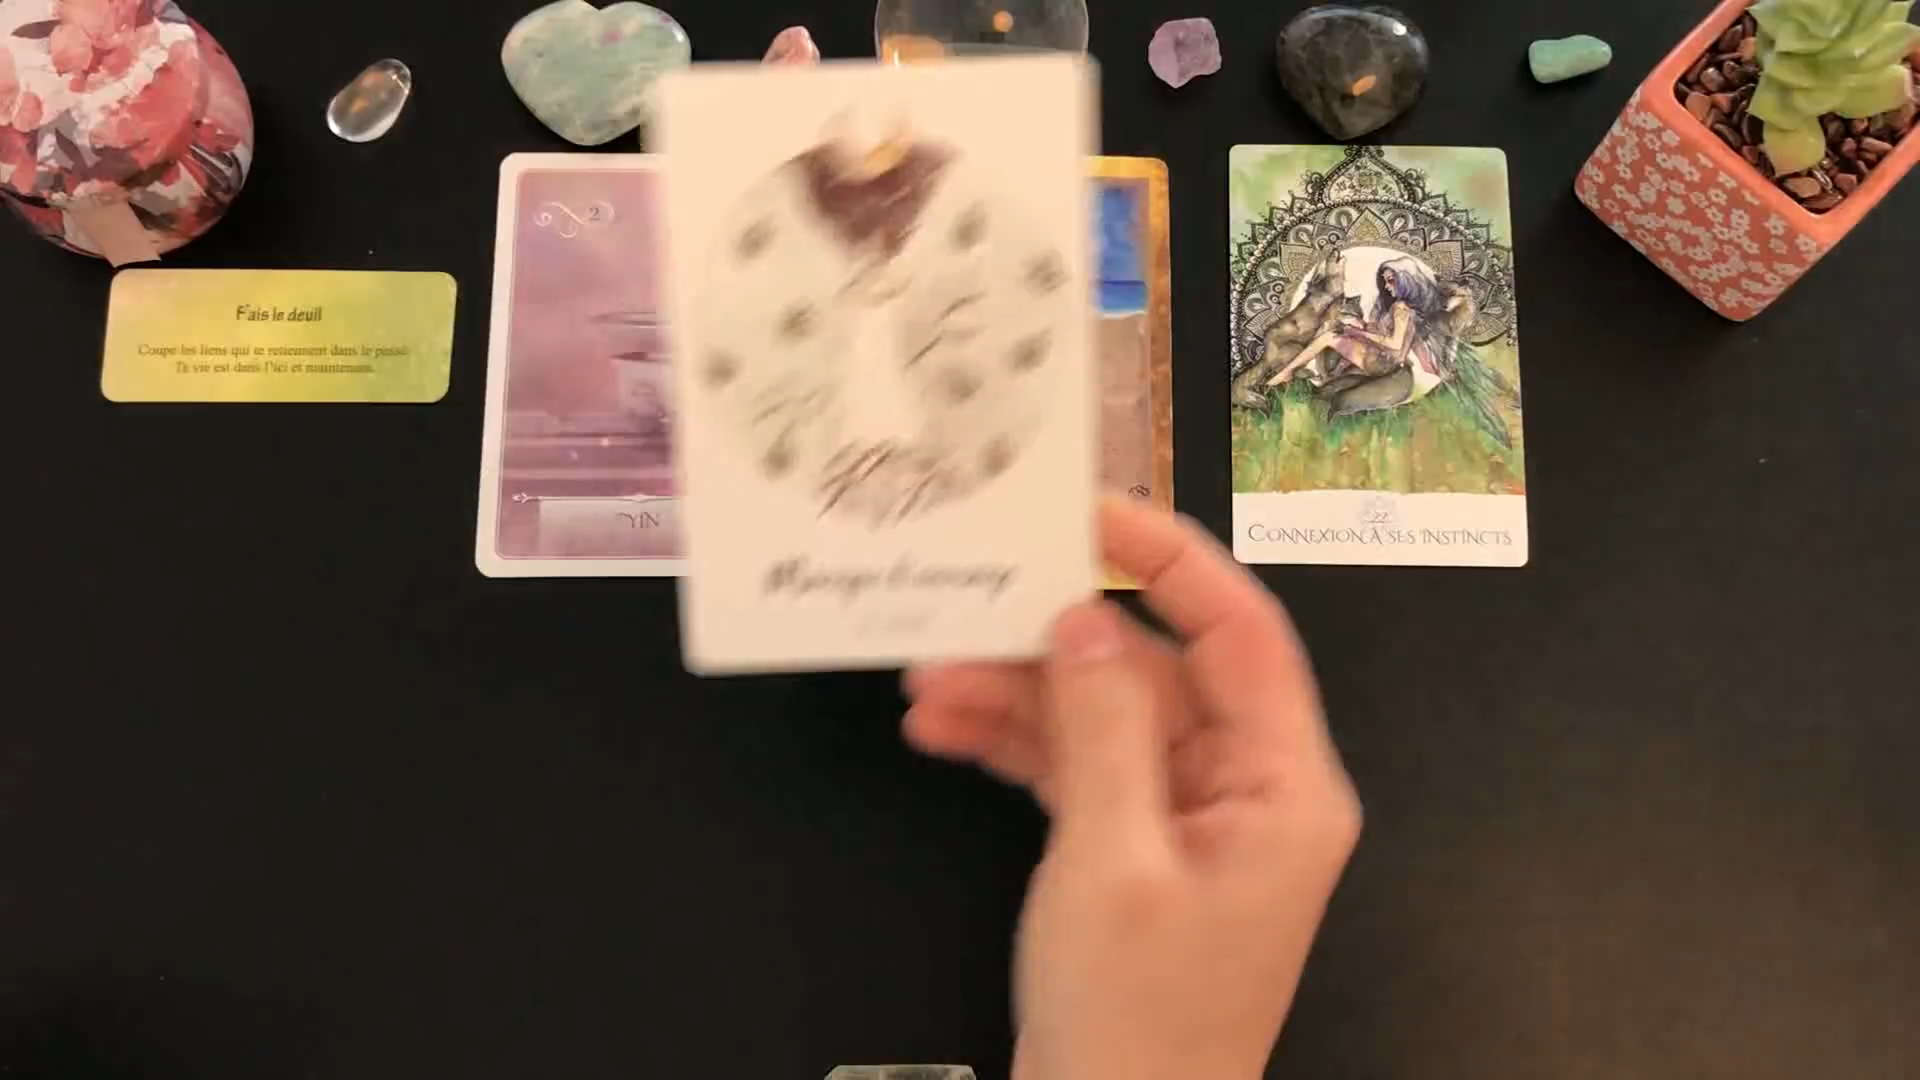 Fais le deuil
Coupe les liens qui te retiennent dans le passé.
Ta vie est dans l'ici et maintenant.
2
YIN
22
CONNEXION À SES INSTINCTS